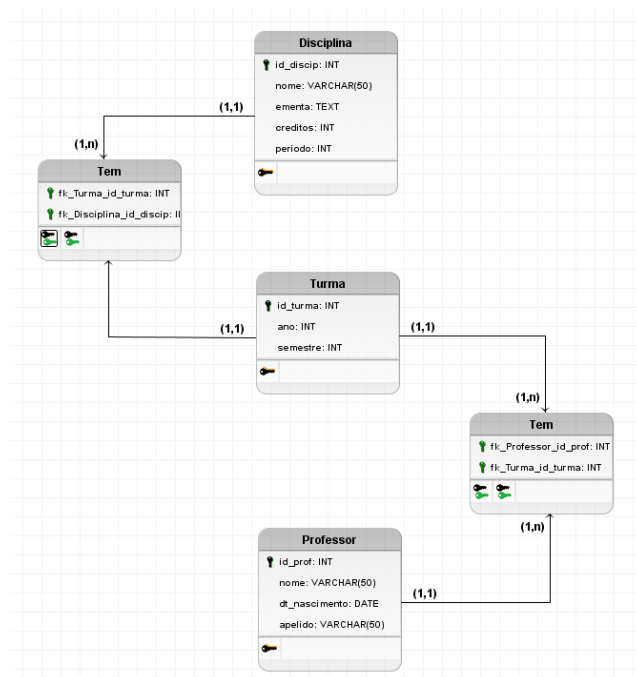 Disciplina
id_discip: INT
nome: VARCHAR(50)
ementa: TEXT
creditos: INT
periodo: INT
(1,1)
(1,n)
Tem
fk_Turma_id_turma: INT
fk_Disciplina_id_discip: II
Turma
id_turma: INT
ano: INT
semestre: INT
(1,1)
(1,1)
(1,n)
Tem
fk_Professor_id_prof: INT
fk_Turma_id_turma: INT
(1,n)
Professor
id_prof: INT
nome: VARCHAR(50)
dt_nascimento: DATE
apelido: VARCHAR(50)
(1,1)